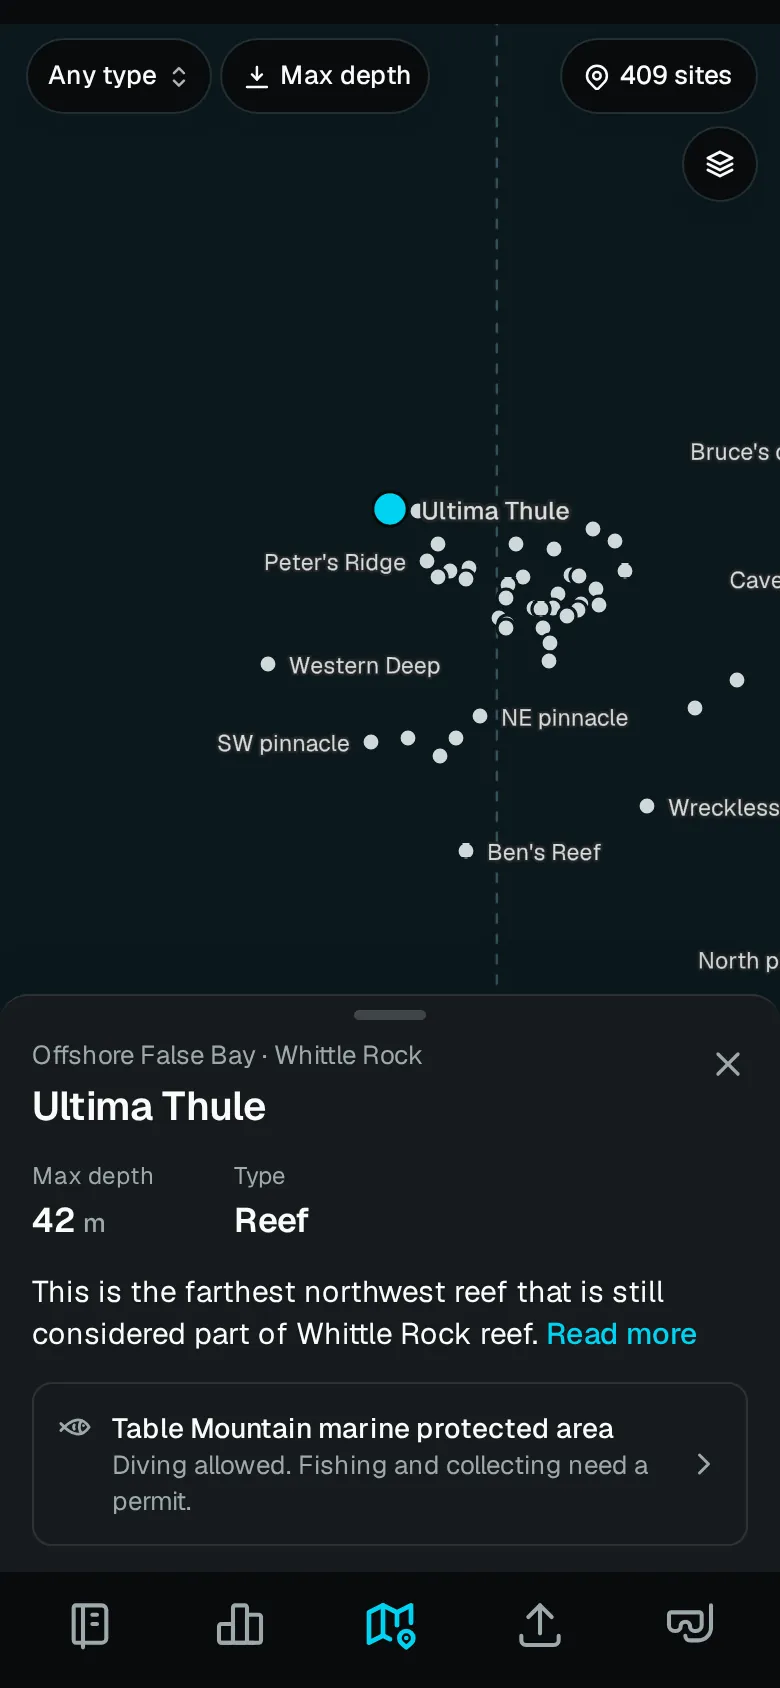 Any type
Max depth
409 sites
Bruce's
Ultima Thule
Peter's Ridge
Cave
Western Deep
NE pinnacle
SW pinnacle
Wreckless
Ben's Reef
North p
Offshore False Bay · Whittle Rock
Ultima Thule
Max depth
Type
42 m
Reef
This is the farthest northwest reef that is still
considered part of Whittle Rock reef. Read more
Table Mountain marine protected area
Diving allowed. Fishing and collecting need a
permit.